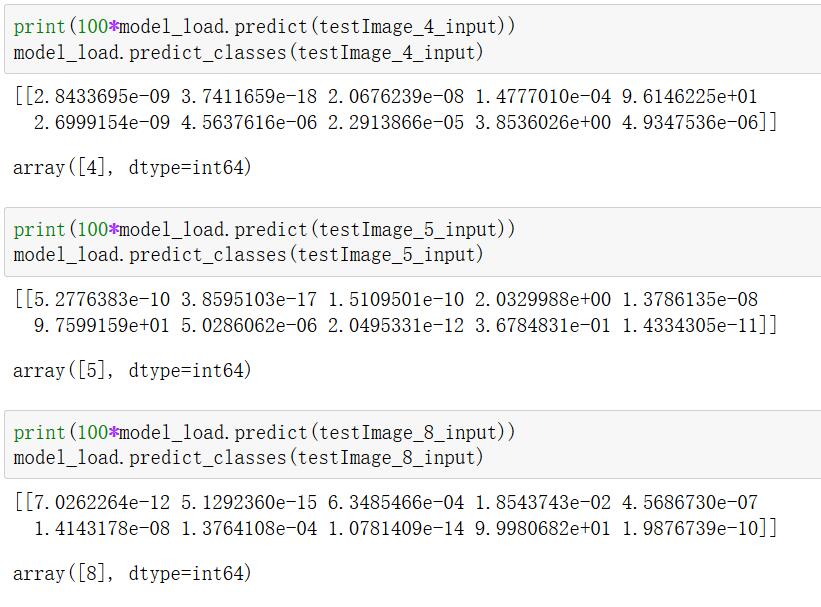 print(100*model_load.predict(testImage_4_input))
model_load.predict_classes(testImage_4_input)
[[2.8433695e-09 3.7411659e-18 2.0676239e-08 1.4777010e-04 9.6146225e+01
2.6999154e-09 4.5637616e-06 2.2913866e-05 3.8536026e+00 4.9347536e-06]]
array([4], dtype=int64)
print(100*model_load.predict(testImage_5_input))
model_load.predict_classes(testImage_5_input)
[[5.2776383e-10 3.8595103e-17 1.5109501e-10 2.0329988e+00 1.3786135e-08
9.7599159e+01 5.0286062e-06 2.0495331e-12 3.6784831e-01 1.4334305e-11]]
array([5], dtype=int64)
print(100*model_load.predict(testImage_8_input))
model_load.predict_classes(testImage_8_input)
[[7.0262264e-12 5.1292360e-15 6.3485466e-04 1.8543743e-02 4.5686730e-07
1.4143178e-08 1.3764108e-04 1.0781409e-14 9.9980682e+01 1.9876739e-10]]
array([8], dtype=int64)